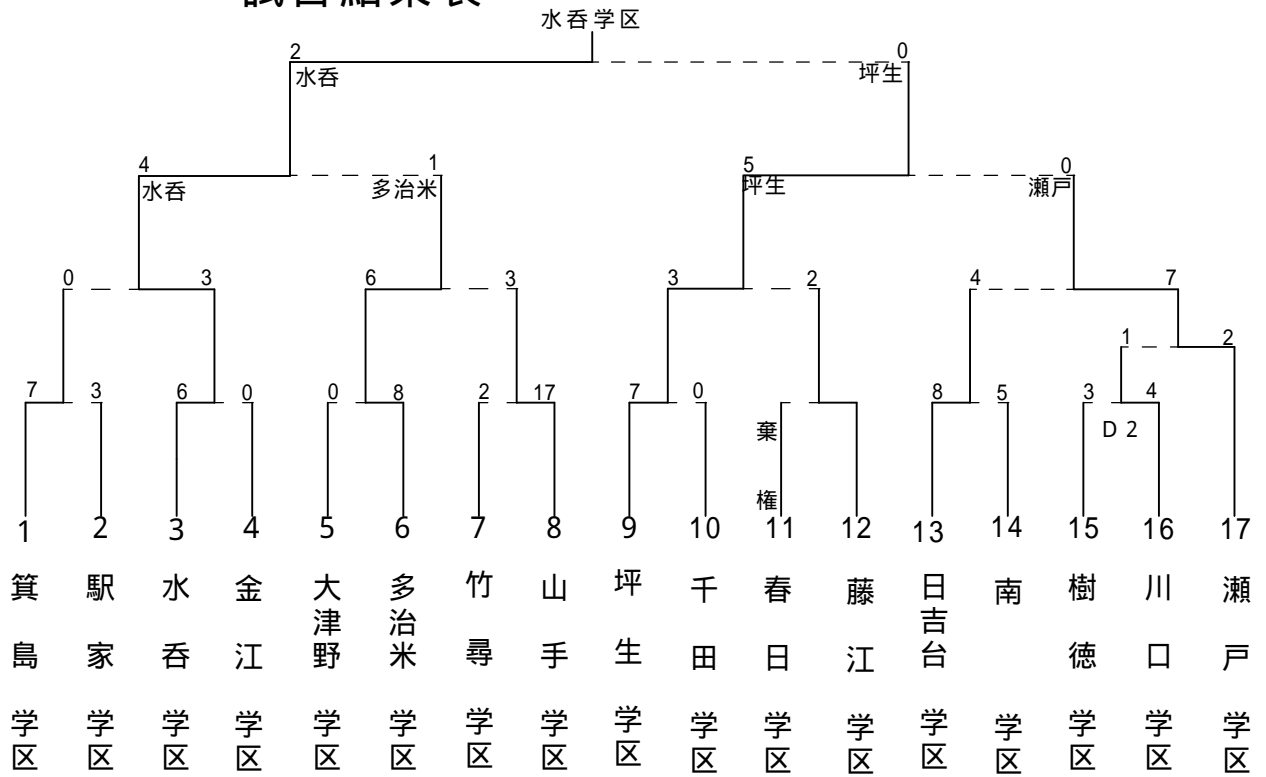 試合結果表
水呑学区
2 0
水呑 坪生
4 1 5 0
水呑 多治米 坪生 瀬戸
0 3 6 3 3 2 4 7
1 2
7 3 6 0 0 8 2 17 7 0 8 5 3 4
棄権
D2
1 2 3 4 5 6 7 8 9 10 11 12 13 14 15 16 17
箕島学区
駅家学区
水呑学区
金江学区
大津野学区
多治米学区
竹尋学区
山手学区
坪生学区
千田学区
春日学区
藤江学区
日吉台学区
南学区
樹徳学区
川口学区
瀬戸学区